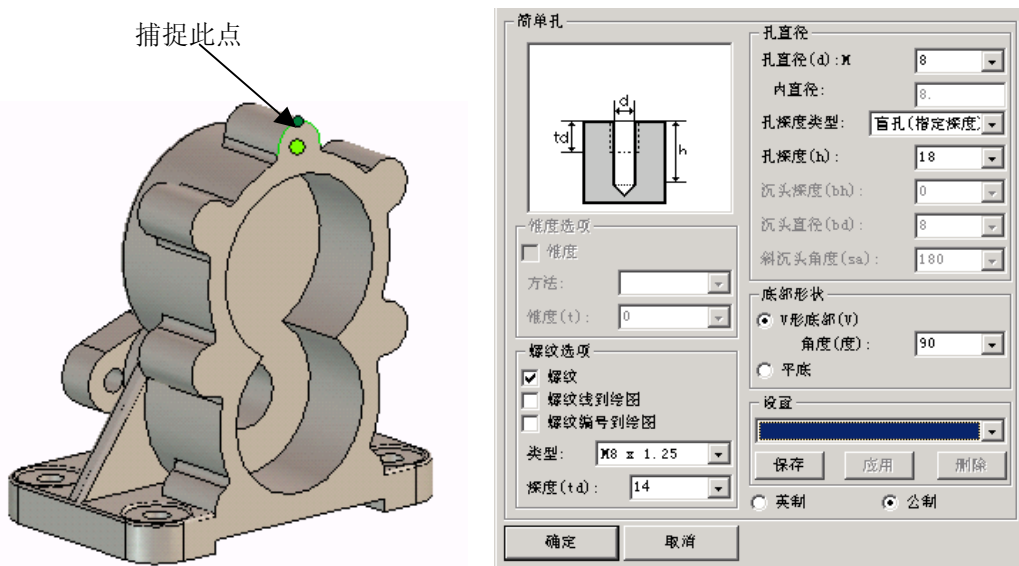 捕捉此点
简单孔
d
td
h
锥度选项
锥度
方法:
锥度(t): 0
螺纹选项
螺纹
螺纹线到绘图
螺纹编号到绘图
类型: M8 x 1.25
深度(td): 14
孔直径
孔直径(d):M 8
内直径: 8.
孔深度类型: 盲孔(指定深度)
孔深度(h): 18
沉头深度(bh): 0
沉头直径(bd): 8
斜沉头角度(sa): 180
底部形状
V形底部(V)
角度(度): 90
平底
设置
保存 应用 删除
英制 公制
确定 取消